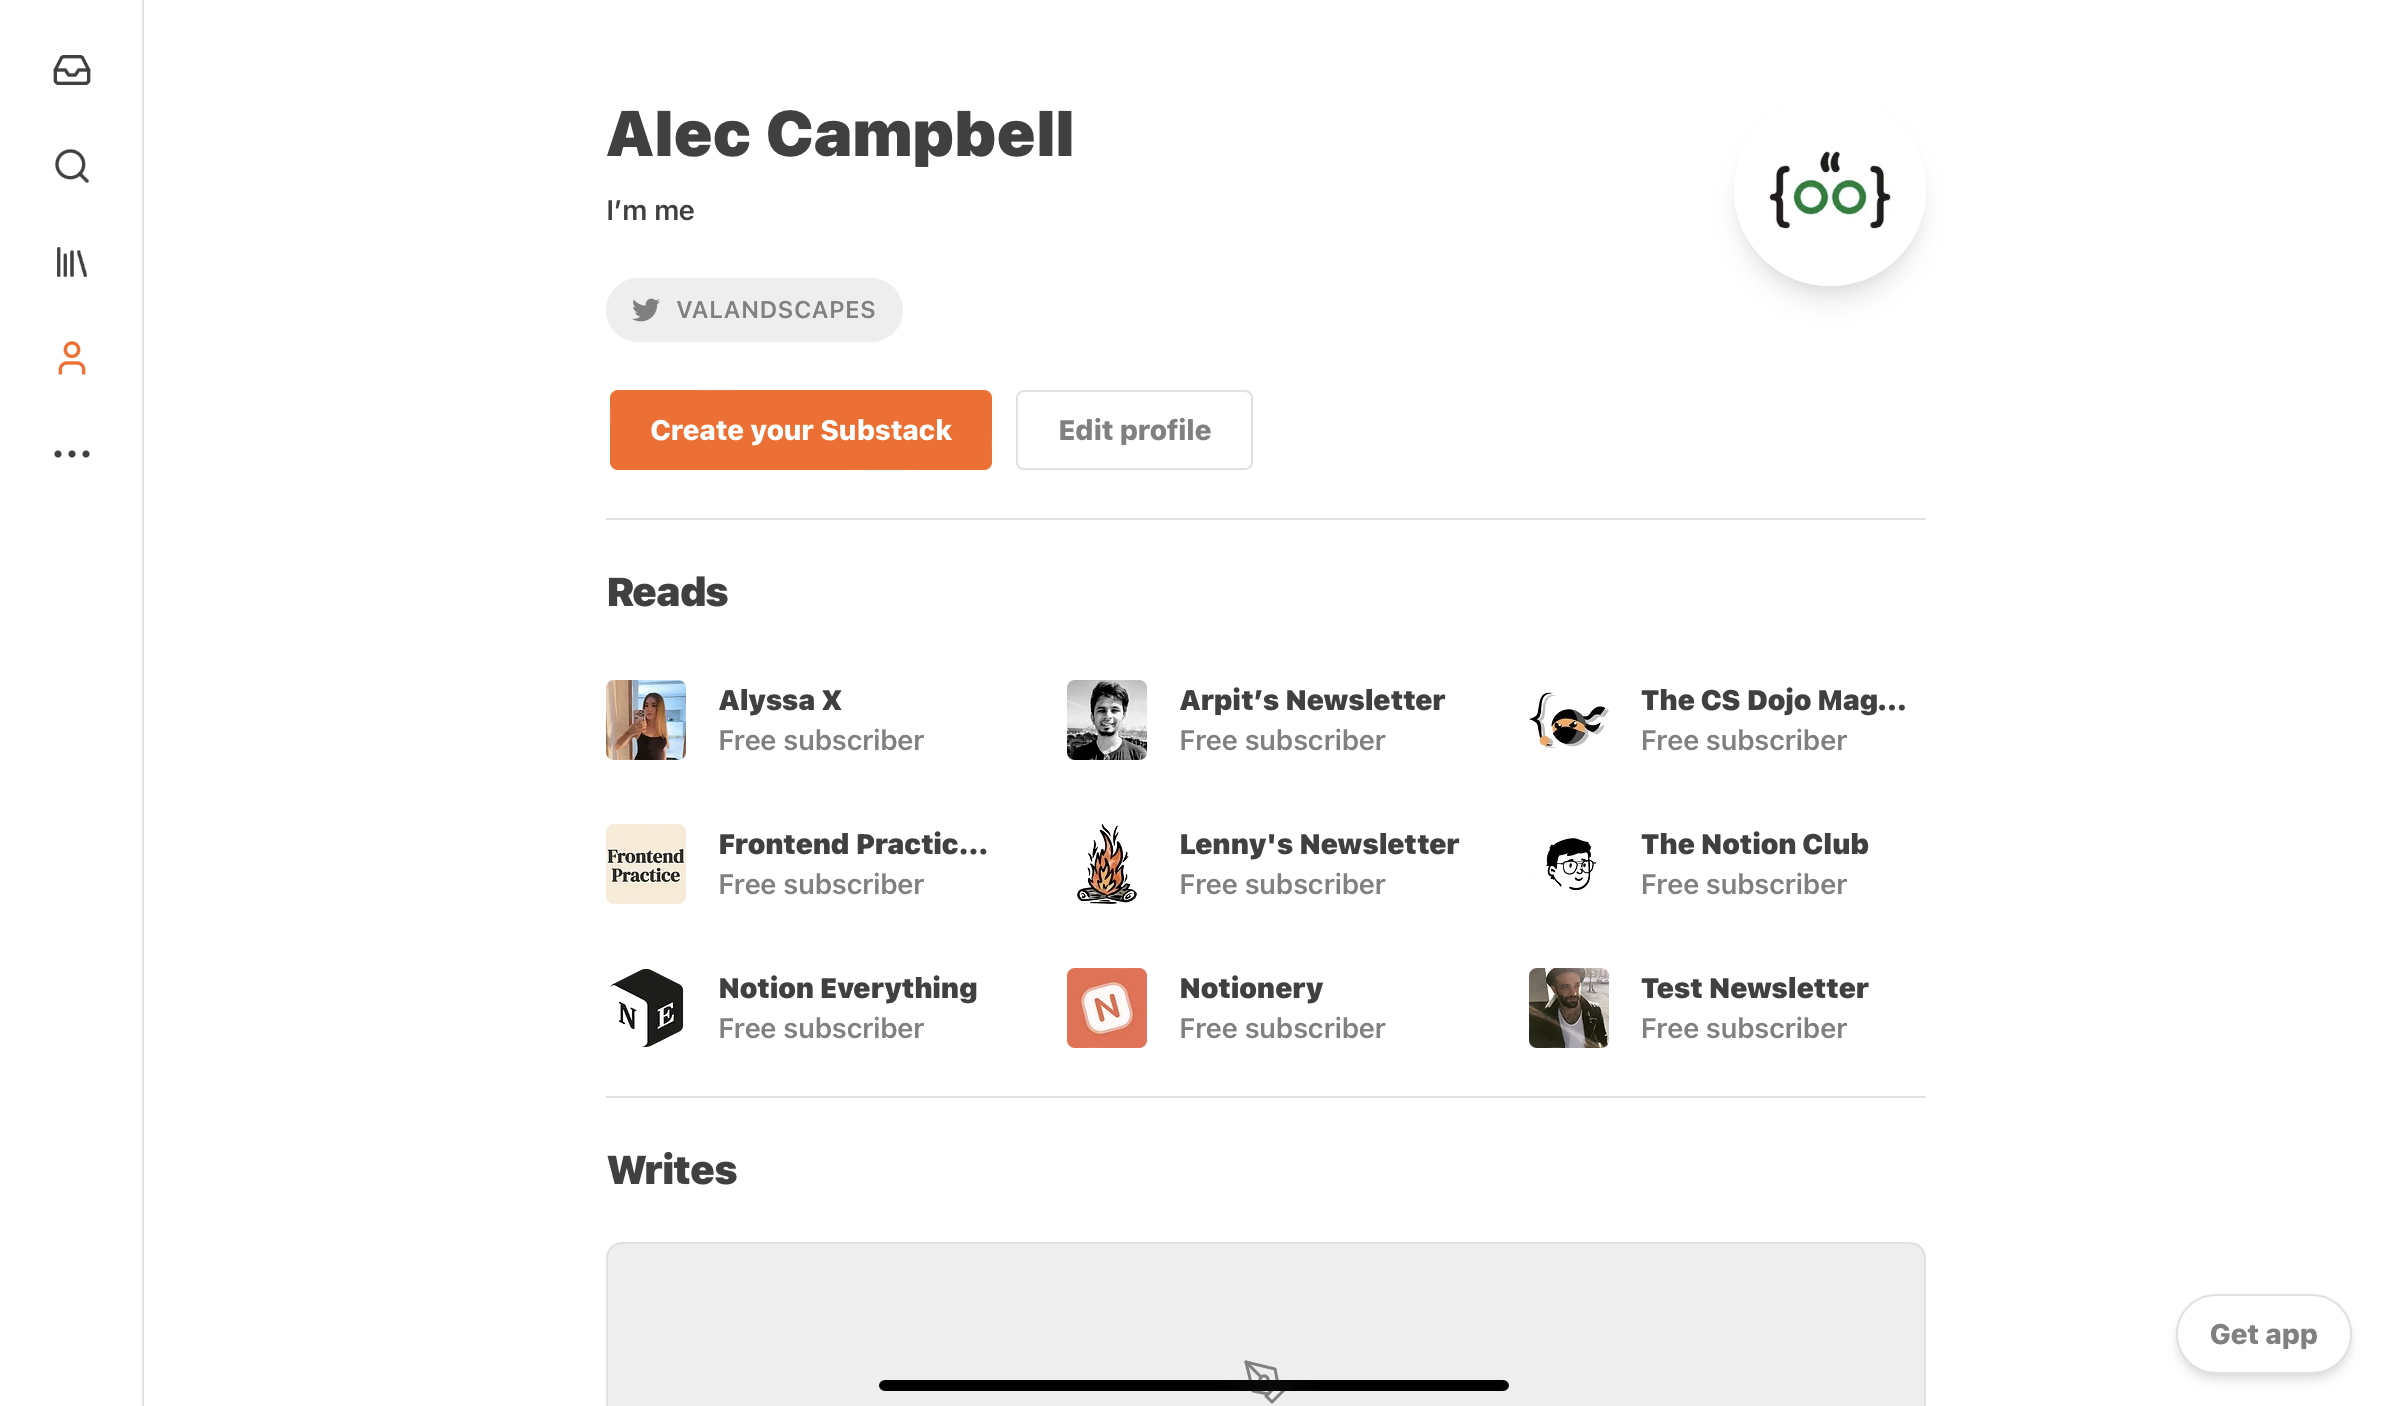 Alec Campbell
I’m me
VALANDSCAPES
Create your Substack
Edit profile
Reads
Alyssa X
Free subscriber
Arpit’s Newsletter
Free subscriber
The CS Dojo Mag...
Free subscriber
Frontend
Practice
Frontend Practic...
Free subscriber
Lenny's Newsletter
Free subscriber
The Notion Club
Free subscriber
N E
Notion Everything
Free subscriber
N
Notionery
Free subscriber
Test Newsletter
Free subscriber
Writes
Get app